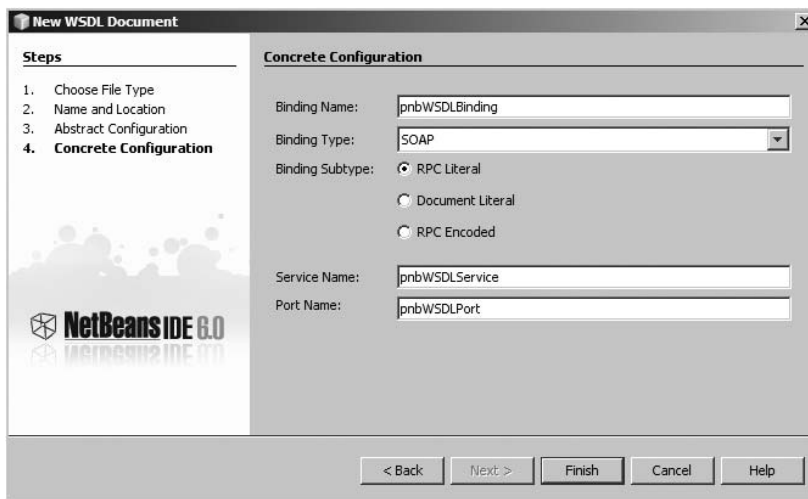 New WSDL Document
Steps
1. Choose File Type
2. Name and Location
3. Abstract Configuration
4. Concrete Configuration
NetBeans IDE 6.0
Concrete Configuration
Binding Name: pnbWSDLBinding
Binding Type: SOAP
Binding Subtype: RPC Literal
Document Literal
RPC Encoded
Service Name: pnbWSDLService
Port Name: pnbWSDLPort
< Back Next > Finish Cancel Help